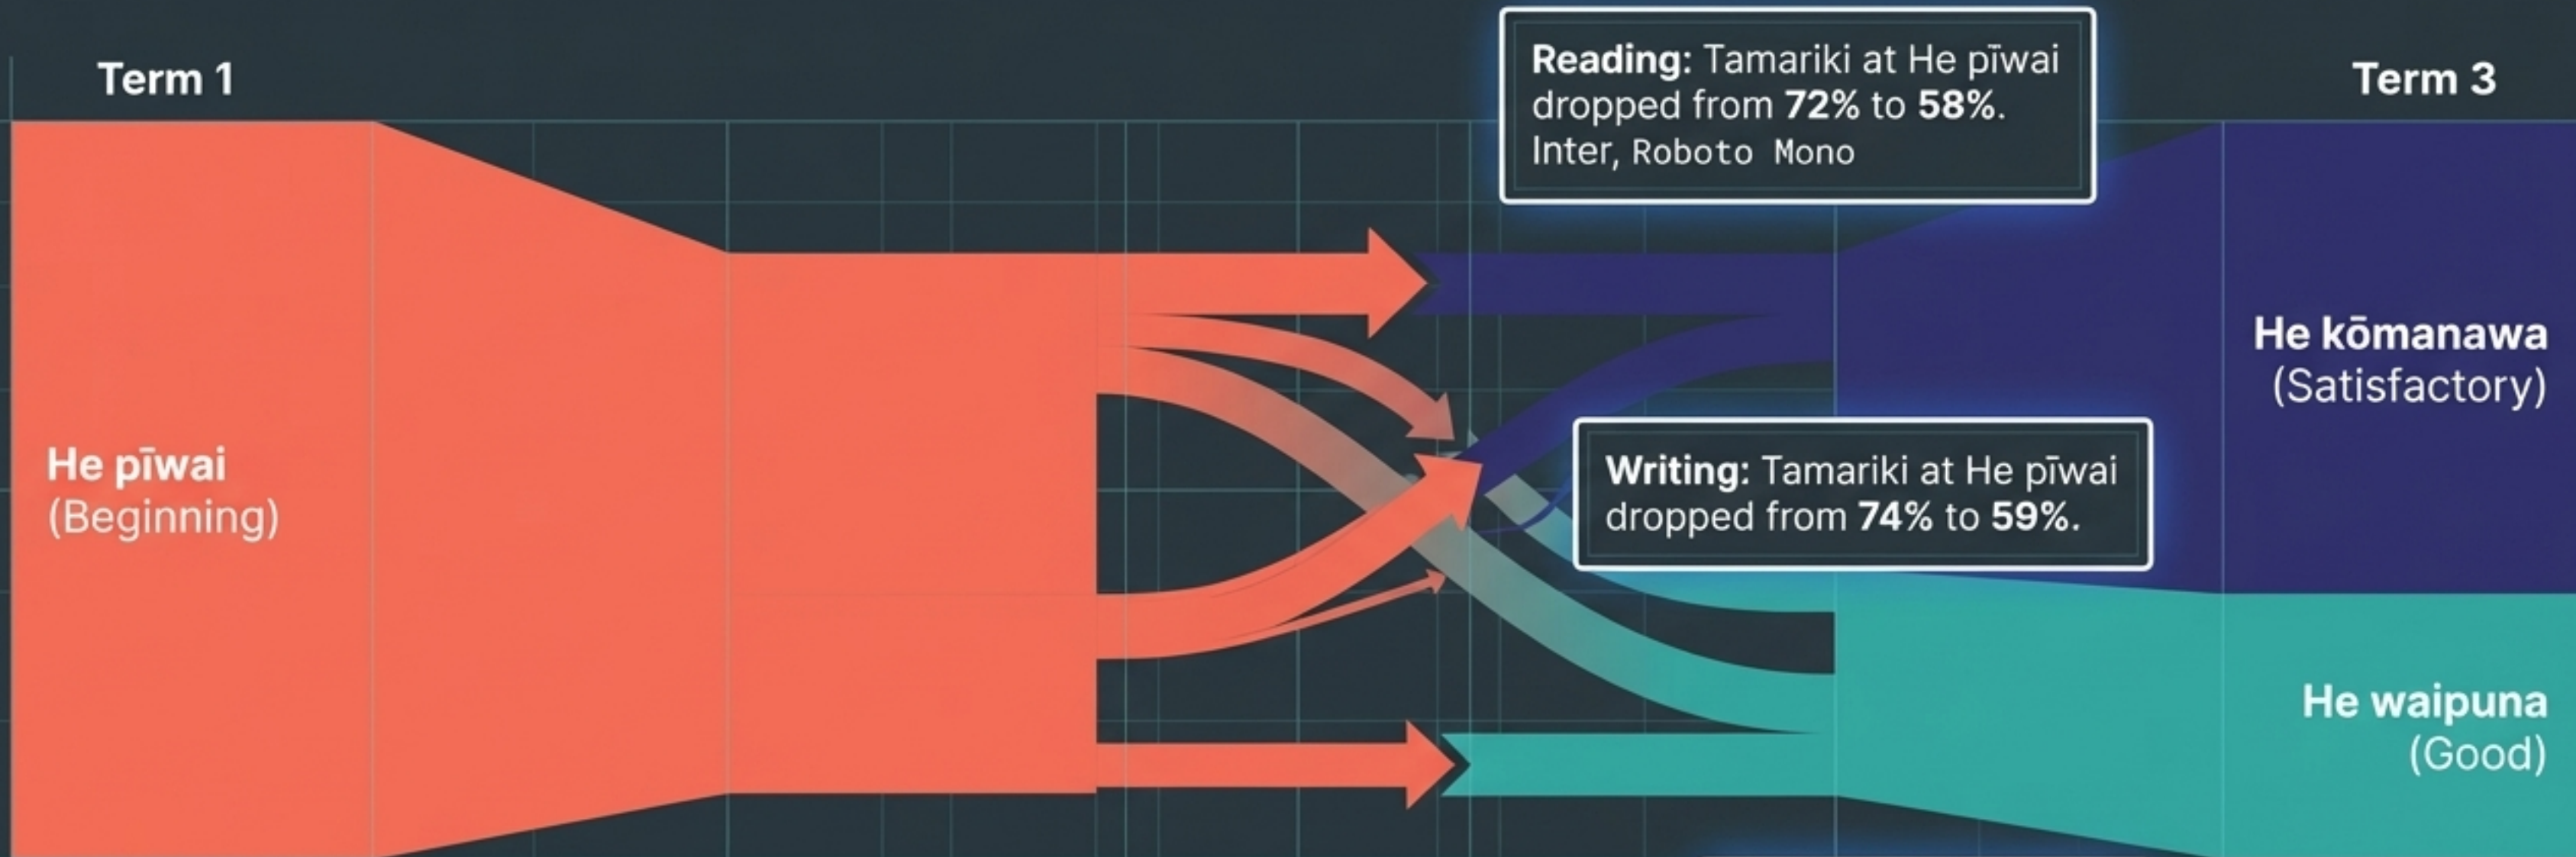 Term 1
Reading: Tamariki at He pīwai
dropped from 72% to 58%.
Inter, Roboto Mono
Term 3
He pīwai
(Beginning)
He kōmanawa
(Satisfactory)
Writing: Tamariki at He pīwai
dropped from 74% to 59%.
He waipuna
(Good)